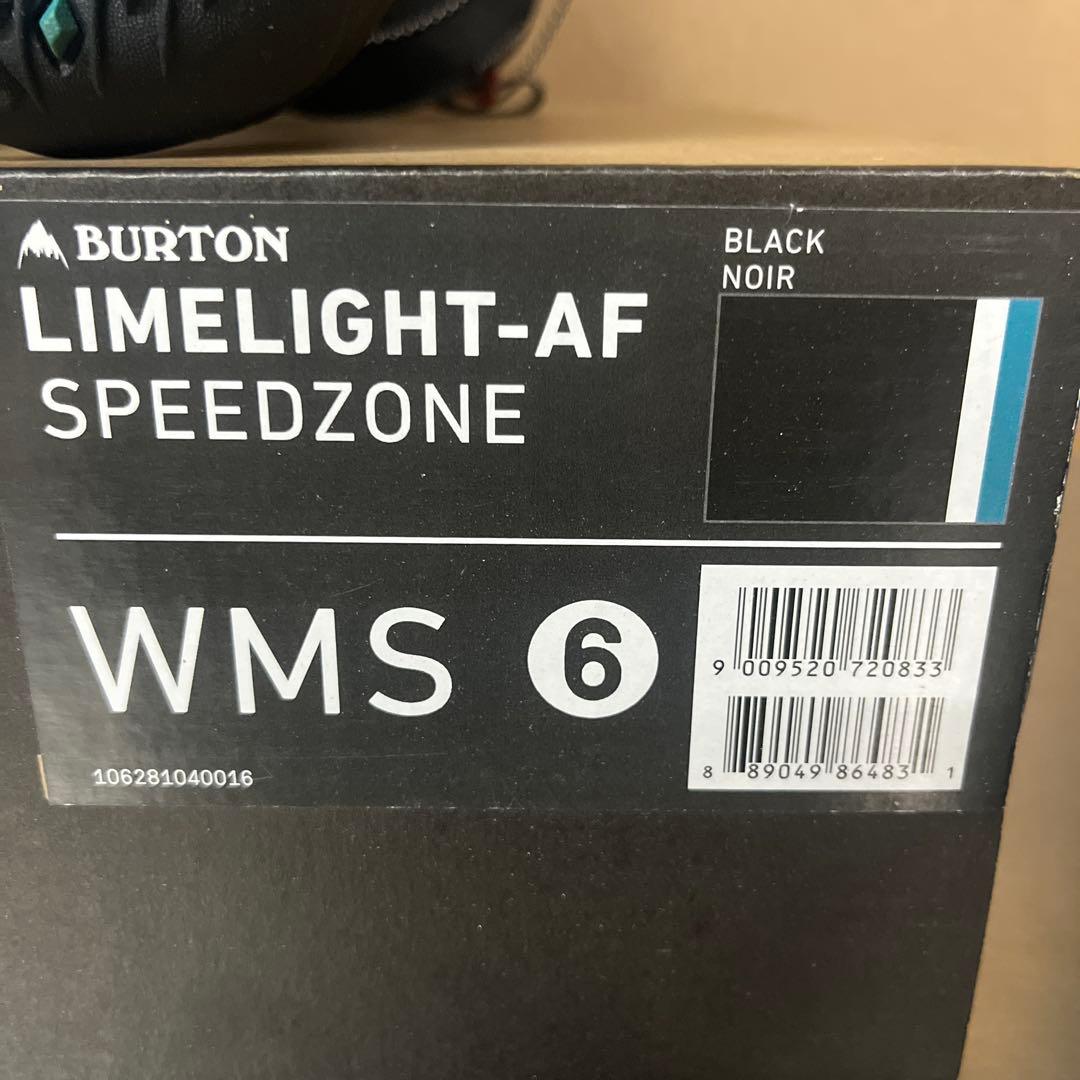 BURTON
LIMELIGHT-AF
SPEEDZONE
BLACK
NOIR
WMS 6
106281040016
9 009520 720833
8 89049 86483 1